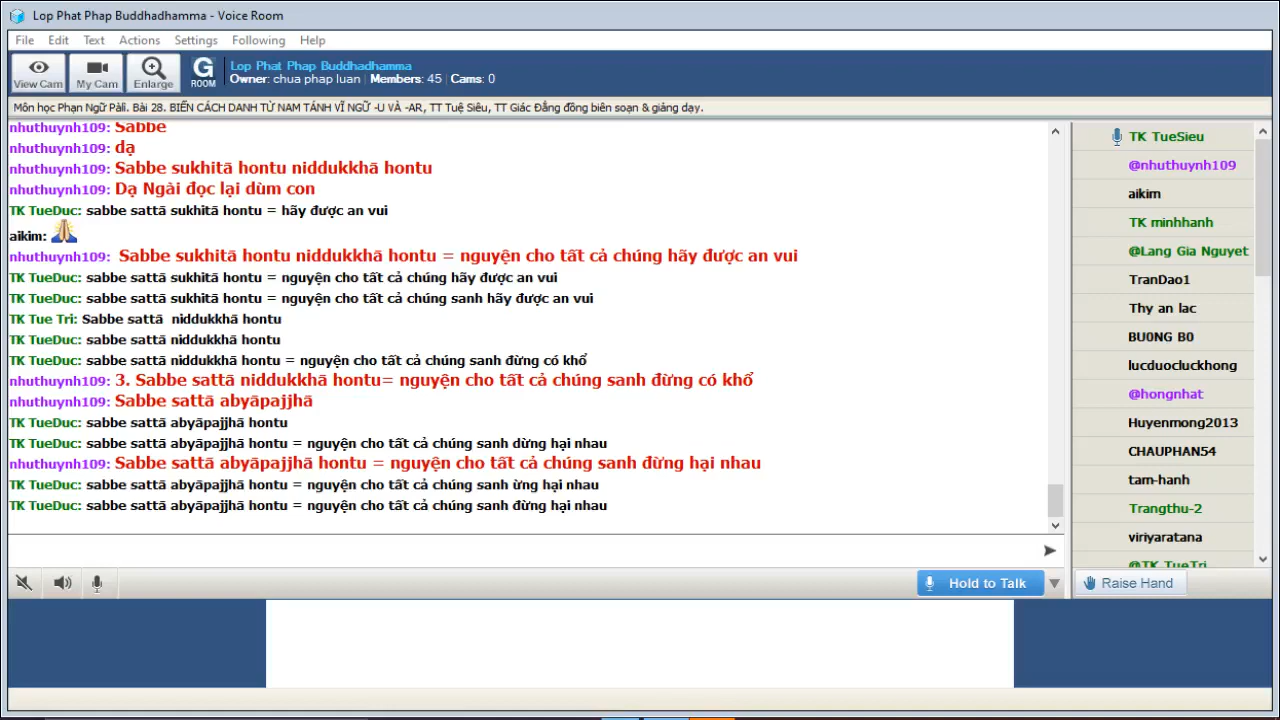 Lop Phat Phap Buddhadhamma - Voice Room
File Edit Text Actions Settings Following Help
View Cam My Cam Enlarge G ROOM
Lop Phat Phap Buddhadhamma
Owner: chua phap luan | Members: 45 | Cams: 0
Môn học Phạn Ngữ Pàli. Bài 28. BIẾN CÁCH DANH TỪ NAM TÁNH VĨ NGỮ -U VÀ -AR, TT Tuệ Siêu, TT Giác Đẳng đồng biên soạn & giảng dạy.
nhuthuynh109: Sabbe
nhuthuynh109: dạ
nhuthuynh109: Sabbe sukhitā hontu niddukkhā hontu
nhuthuynh109: Dạ Ngài đọc lại dùm con
TK TueDuc: sabbe sattā sukhitā hontu = hãy được an vui
aikim:
nhuthuynh109: Sabbe sukhitā hontu niddukkhā hontu = nguyện cho tất cả chúng hãy được an vui
TK TueDuc: sabbe sattā sukhitā hontu = nguyện cho tất cả chúng hãy được an vui
TK TueDuc: sabbe sattā sukhitā hontu = nguyện cho tất cả chúng sanh hãy được an vui
TK Tue Tri: Sabbe sattā niddukkhā hontu
TK TueDuc: sabbe sattā niddukkhā hontu
TK TueDuc: sabbe sattā niddukkhā hontu = nguyện cho tất cả chúng sanh đừng có khổ
nhuthuynh109: 3. Sabbe sattā niddukkhā hontu= nguyện cho tất cả chúng sanh đừng có khổ
nhuthuynh109: Sabbe sattā abyāpajjhā
TK TueDuc: sabbe sattā abyāpajjhā hontu
TK TueDuc: sabbe sattā abyāpajjhā hontu = nguyện cho tất cả chúng sanh dừng hại nhau
nhuthuynh109: Sabbe sattā abyāpajjhā hontu = nguyện cho tất cả chúng sanh đừng hại nhau
TK TueDuc: sabbe sattā abyāpajjhā hontu = nguyện cho tất cả chúng sanh ừng hại nhau
TK TueDuc: sabbe sattā abyāpajjhā hontu = nguyện cho tất cả chúng sanh đừng hại nhau
TK TueSieu
@nhuthuynh109
aikim
TK minhhanh
@Lang Gia Nguyet
TranDao1
Thy an lac
BU0NG B0
lucduocluckhong
@hongnhat
Huyenmong2013
CHAUPHAN54
tam-hanh
Trangthu-2
viriyaratana
@TK TueTri
Hold to Talk
Raise Hand